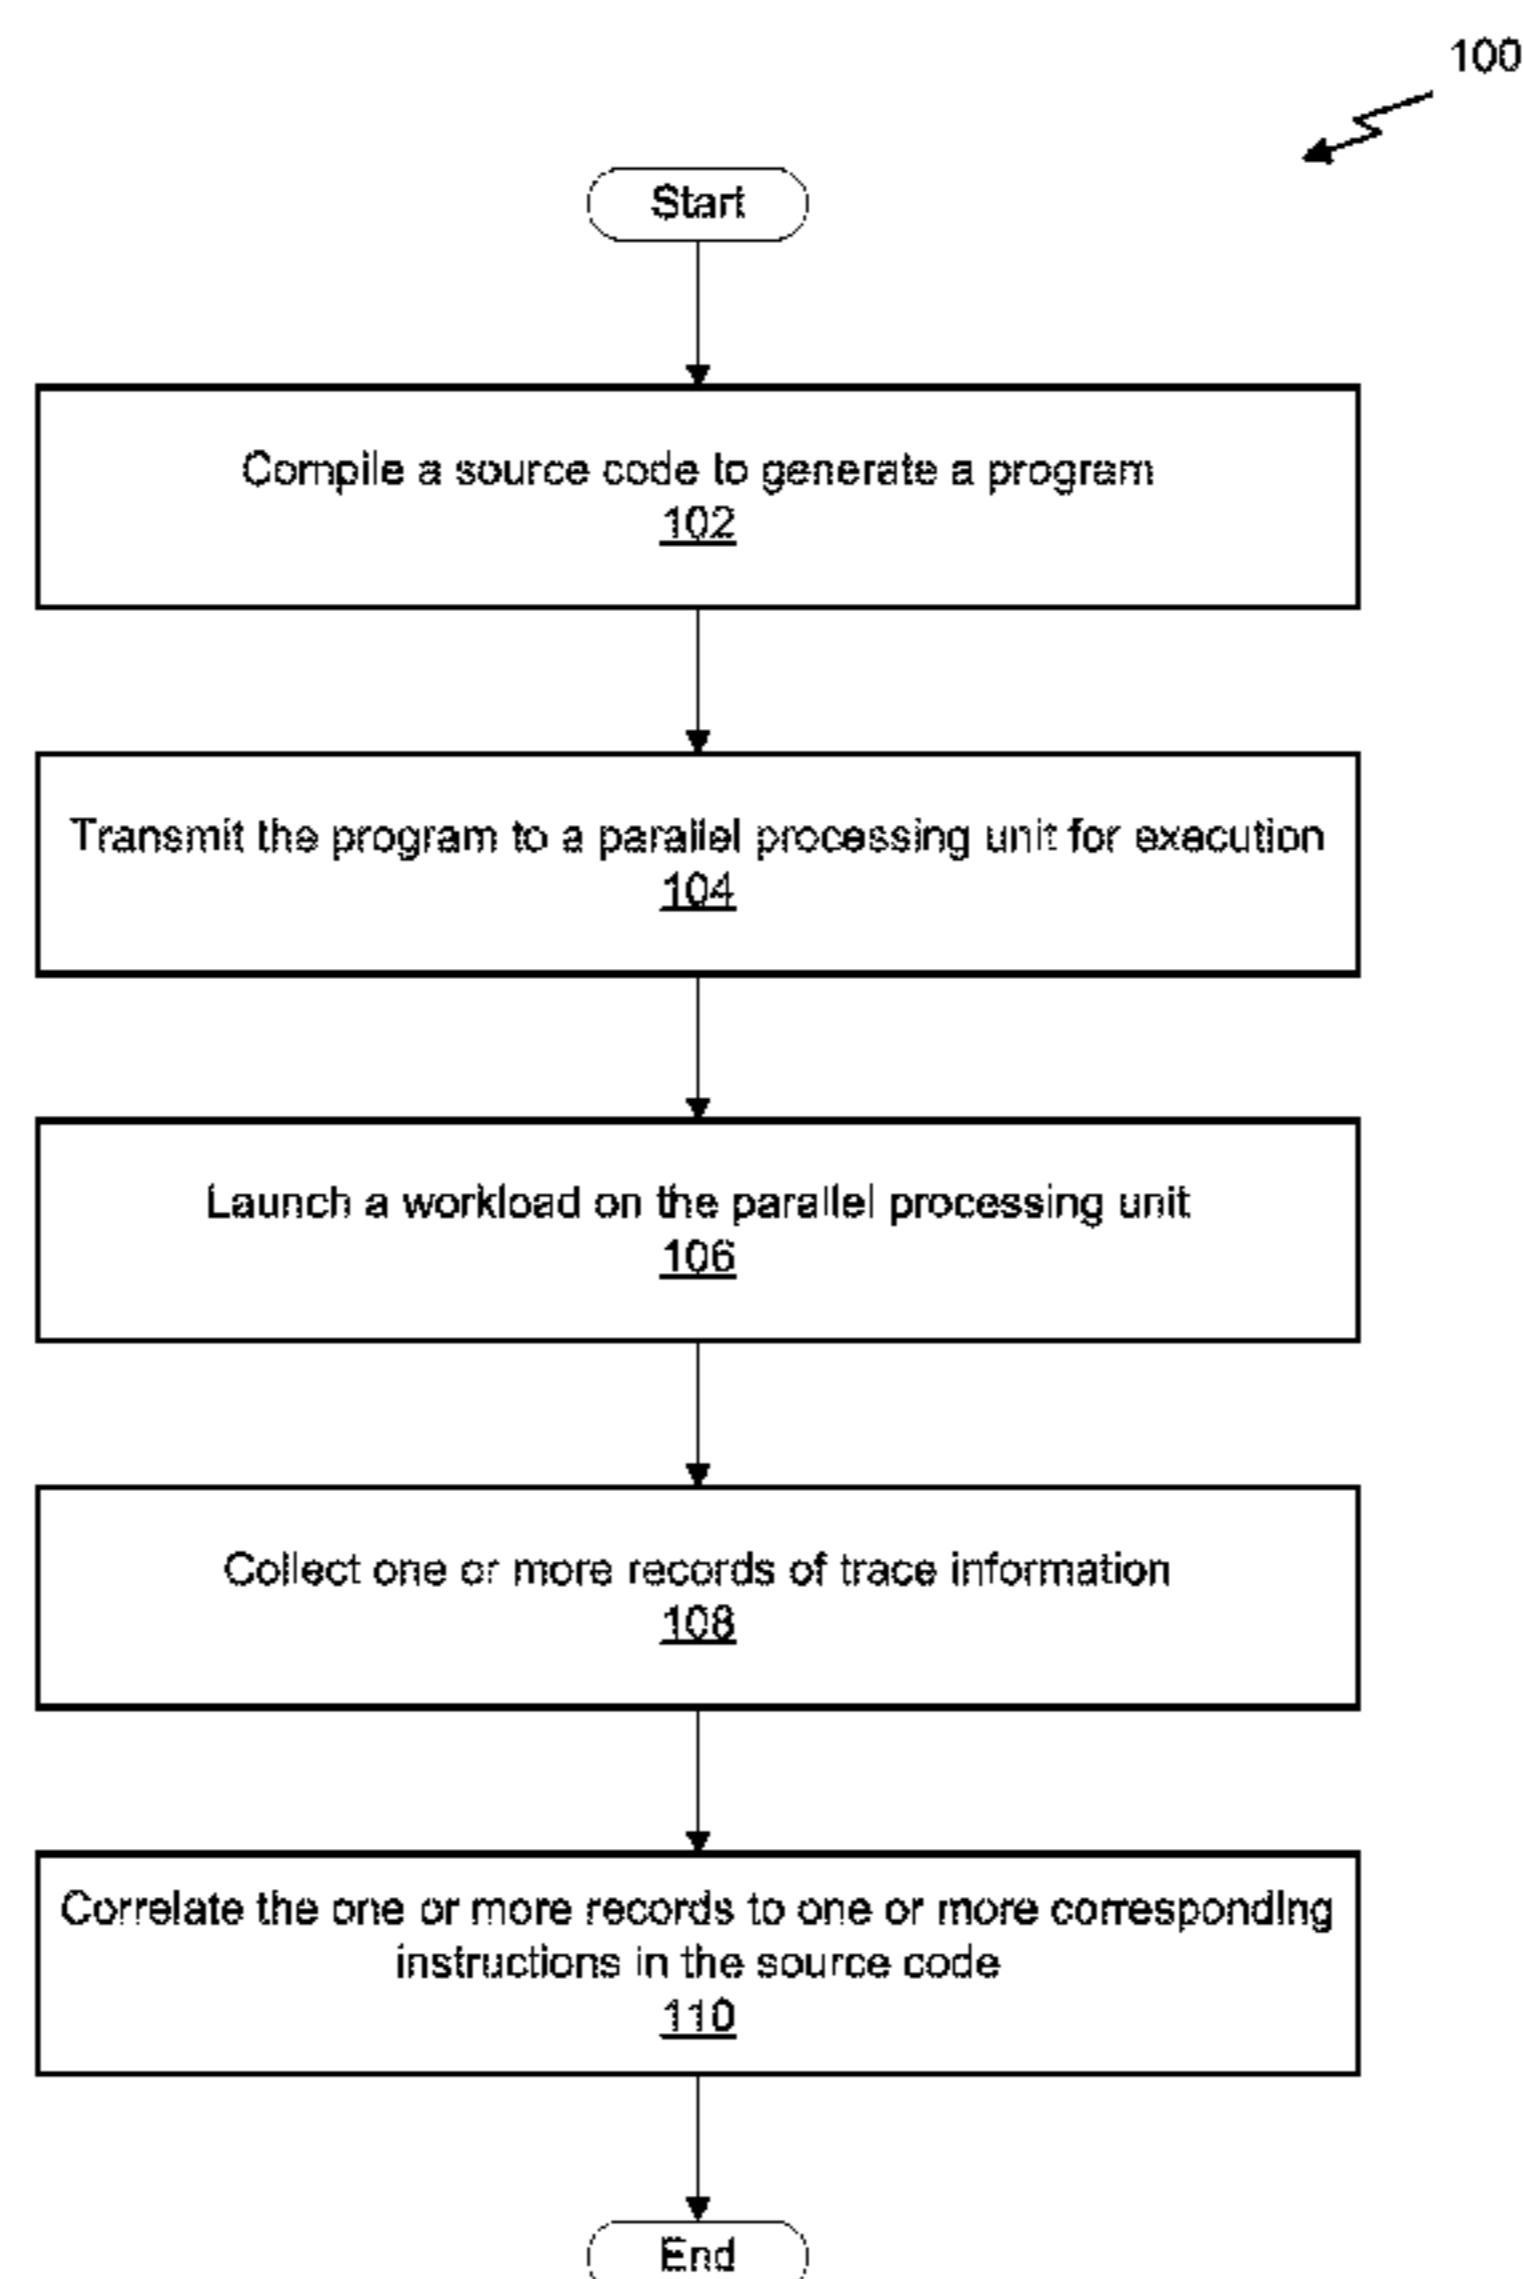 100
Start
Compile a source code to generate a program
102
Transmit the program to a parallel processing unit for execution
104
Launch a workload on the parallel processing unit
106
Collect one or more records of trace information
108
Correlate the one or more records to one or more corresponding
instructions in the source code
110
End